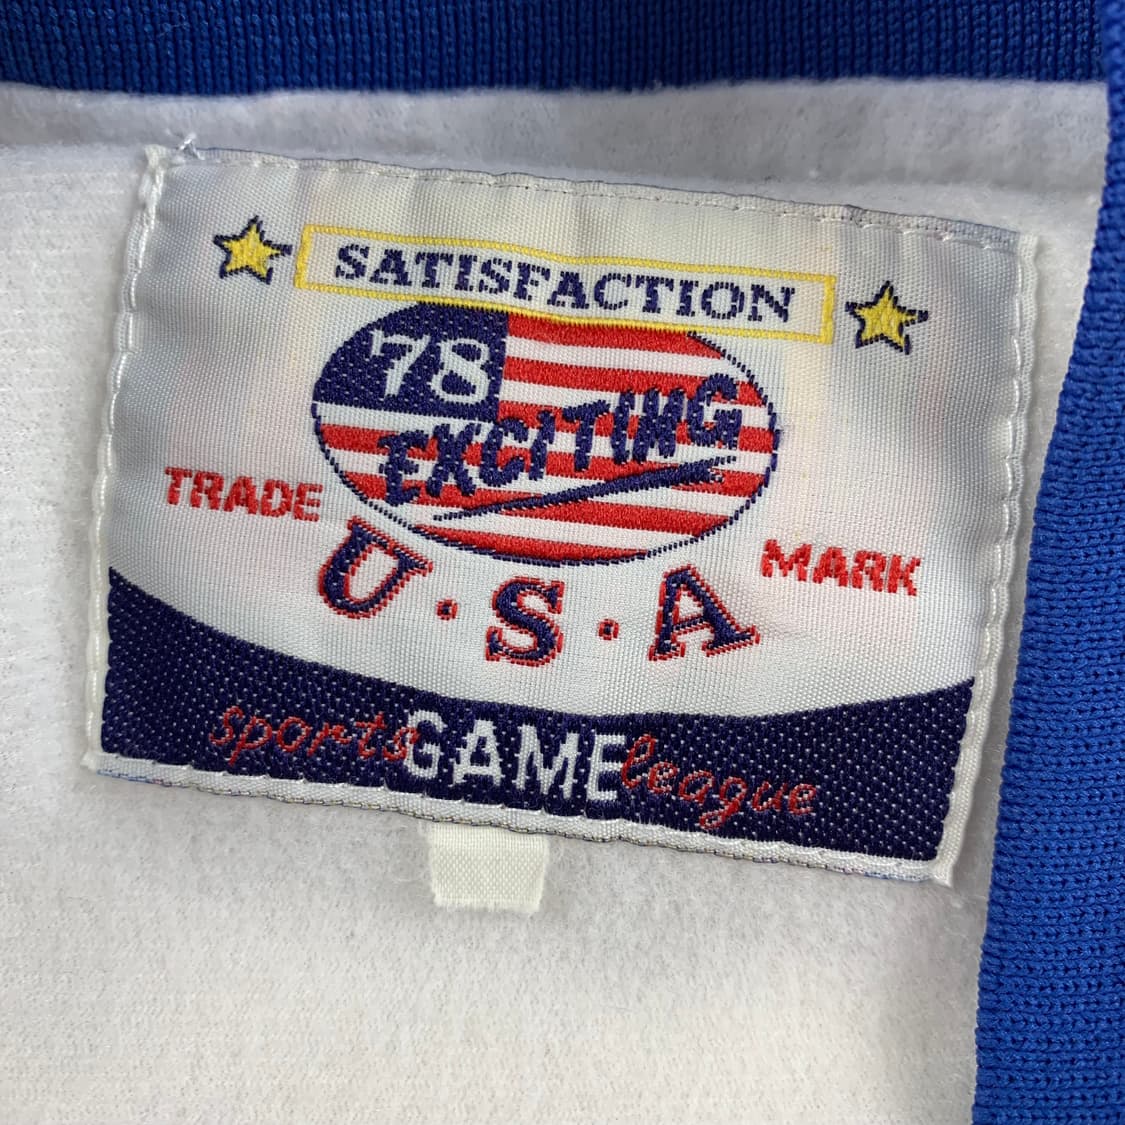 SATISFACTION
78
EXCITING
TRADE MARK
U.S.A
sports GAME league